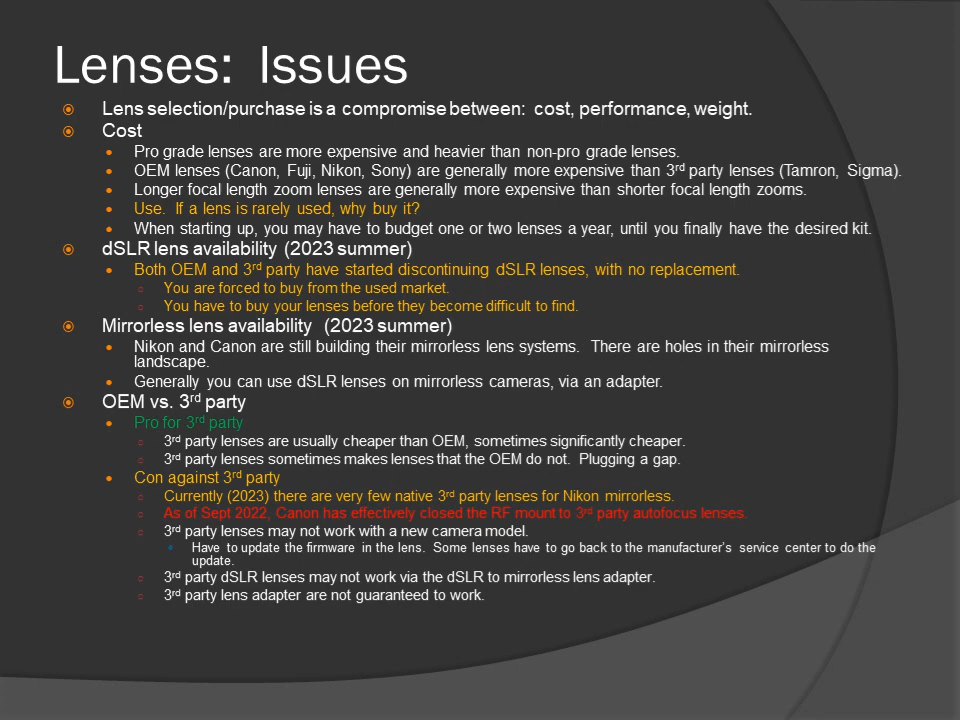 Lenses:  Issues
Lens selection/purchase is a compromise between:  cost, performance, weight.
Cost
Pro grade lenses are more expensive and heavier than non-pro grade lenses.
OEM lenses (Canon, Fuji, Nikon, Sony) are generally more expensive than 3rd party lenses (Tamron, Sigma).
Longer focal length zoom lenses are generally more expensive than shorter focal length zooms.
Use.  If a lens is rarely used, why buy it?
When starting up, you may have to budget one or two lenses a year, until you finally have the desired kit.
dSLR lens availability (2023 summer)
Both OEM and 3rd party have started discontinuing dSLR lenses, with no replacement.
You are forced to buy from the used market.
You have to buy your lenses before they become difficult to find.
Mirrorless lens availability  (2023 summer)
Nikon and Canon are still building their mirrorless lens systems.  There are holes in their mirrorless
landscape.
Generally you can use dSLR lenses on mirrorless cameras, via an adapter.
OEM vs. 3rd party
Pro for 3rd party
3rd party lenses are usually cheaper than OEM, sometimes significantly cheaper.
3rd party lenses sometimes makes lenses that the OEM do not.  Plugging a gap.
Con against 3rd party
Currently (2023) there are very few native 3rd party lenses for Nikon mirrorless.
As of Sept 2022, Canon has effectively closed the RF mount to 3rd party autofocus lenses.
3rd party lenses may not work with a new camera model.
Have to update the firmware in the lens.  Some lenses have to go back to the manufacturer's service center to do the
update.
3rd party dSLR lenses may not work via the dSLR to mirrorless lens adapter.
3rd party lens adapter are not guaranteed to work.